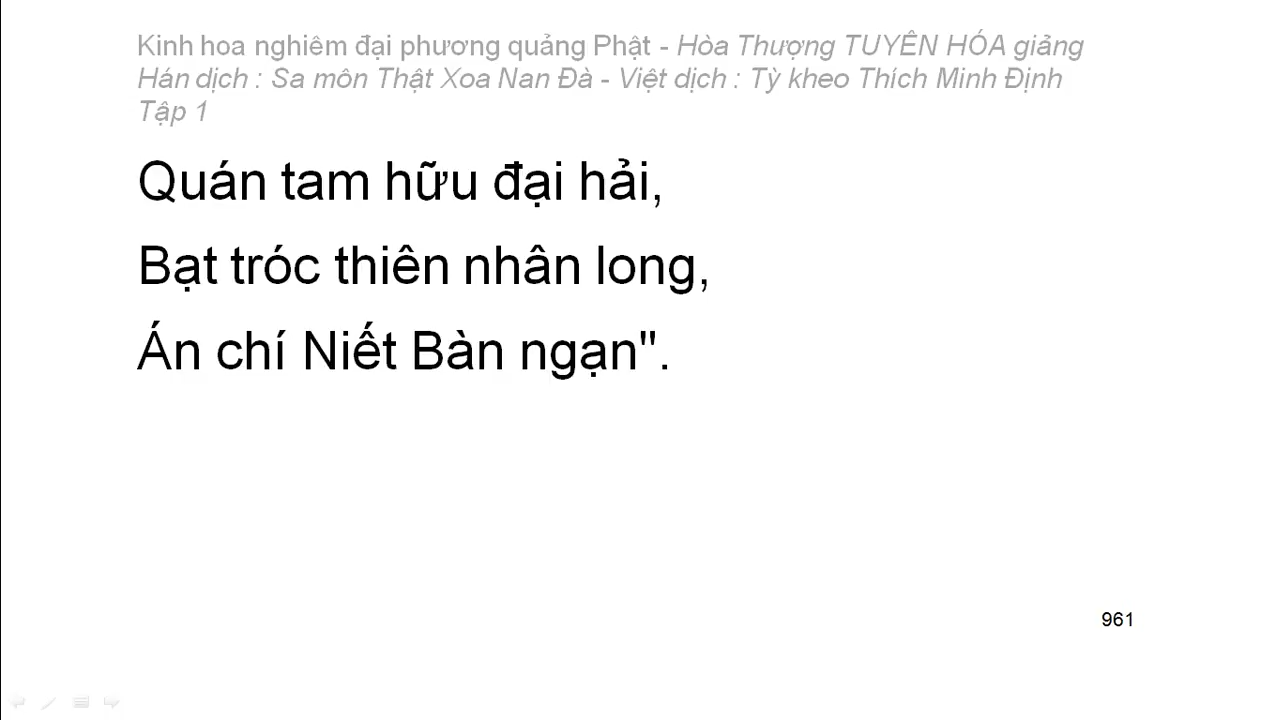 Kinh hoa nghiêm đại phương quảng Phật - Hòa Thượng TUYÊN HÓA giảng
Hán dịch : Sa môn Thật Xoa Nan Đà - Việt dịch : Tỳ kheo Thích Minh Định
Tập 1
Quán tam hữu đại hải,
Bạt tróc thiên nhân long,
Án chí Niết Bàn ngạn".
961